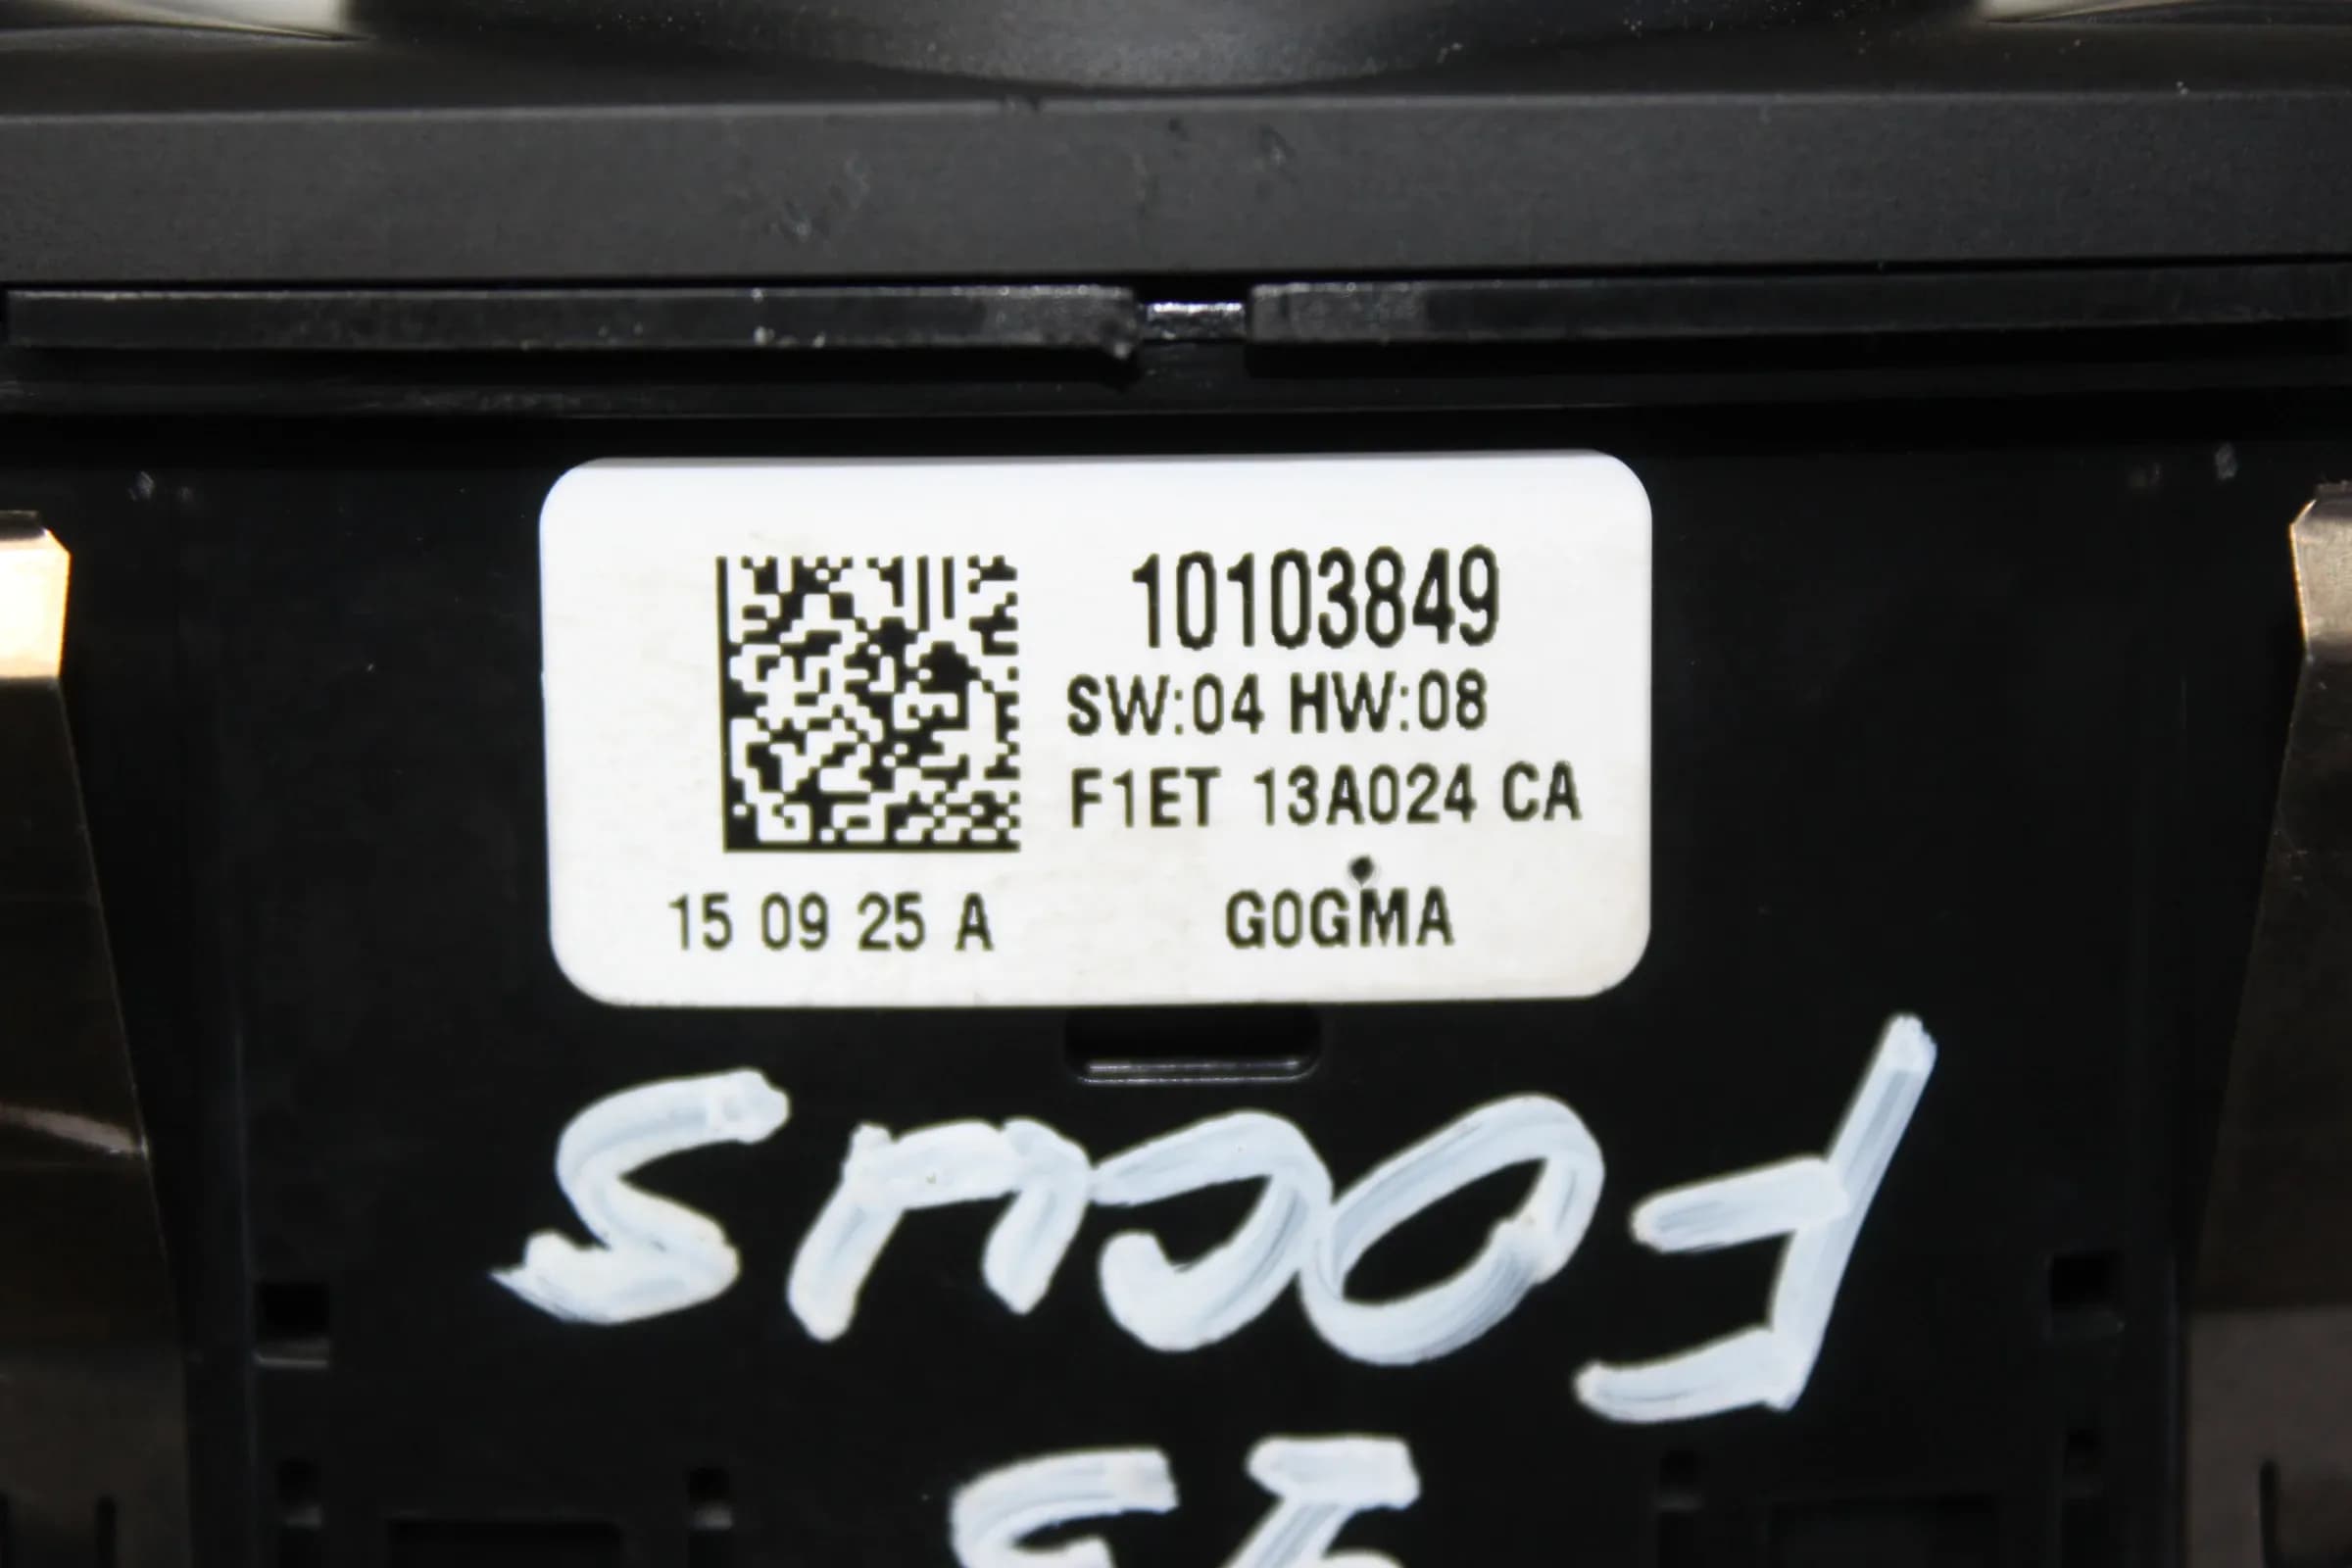 10103849
SW:04 HW:08
F1ET 13A024 CA
15 09 25 A
G0GMA
FOCUS